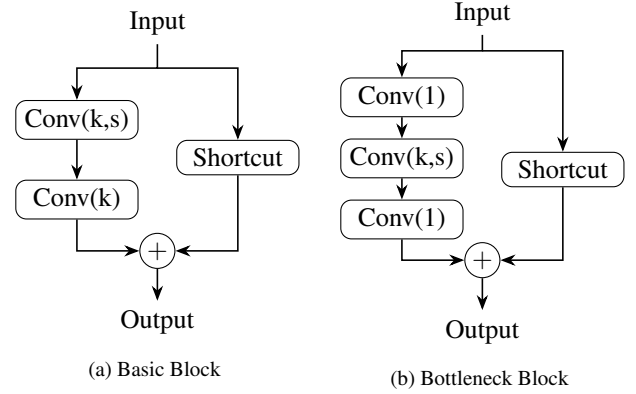 Input
Conv(k,s)
Shortcut
Conv(k)
+
Output
(a) Basic Block
Input
Conv(1)
Conv(k,s)
Shortcut
Conv(1)
+
Output
(b) Bottleneck Block